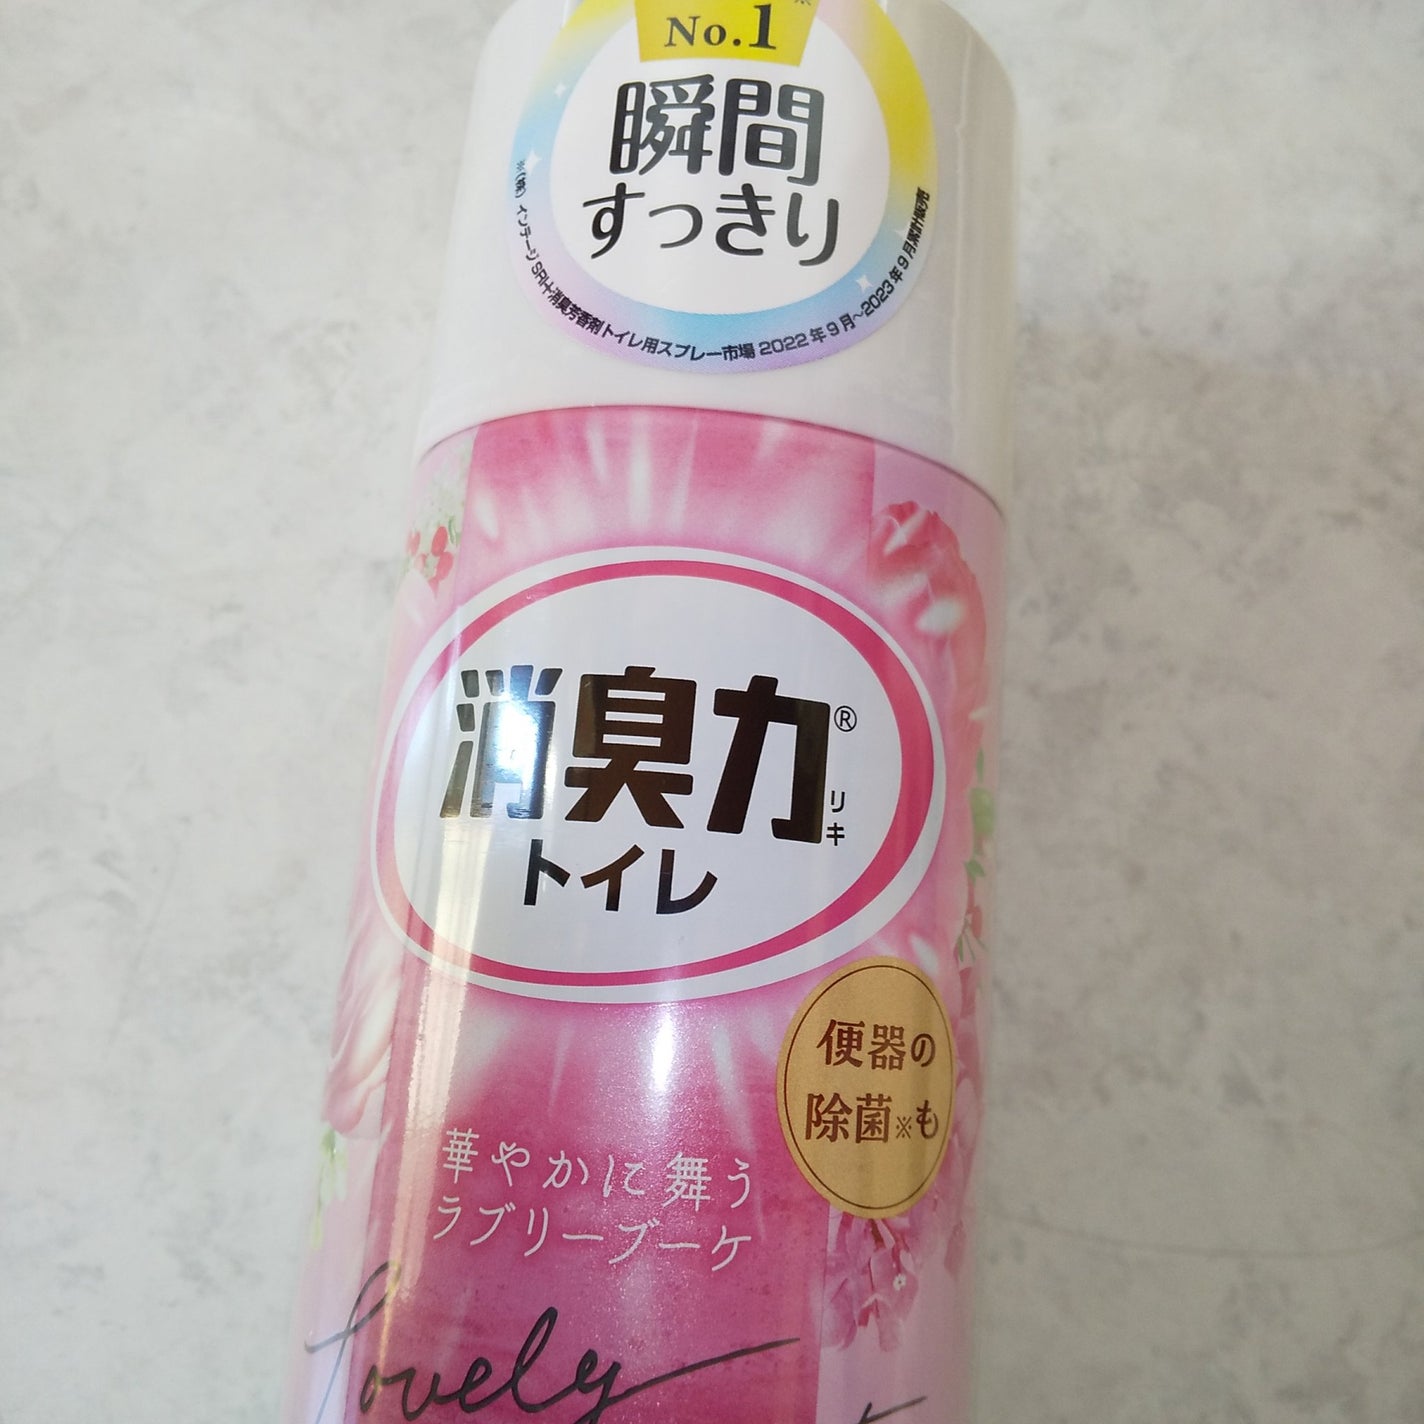 No.1※
瞬間
すっきり
※(株)インテージSRI+消臭芳香剤トイレ用スプレー市場 2022年9月~2023年9月累計販売
消臭力®
リキ
トイレ
便器の
除菌※も
華やかに舞う
ラブリーブーケ
lovely